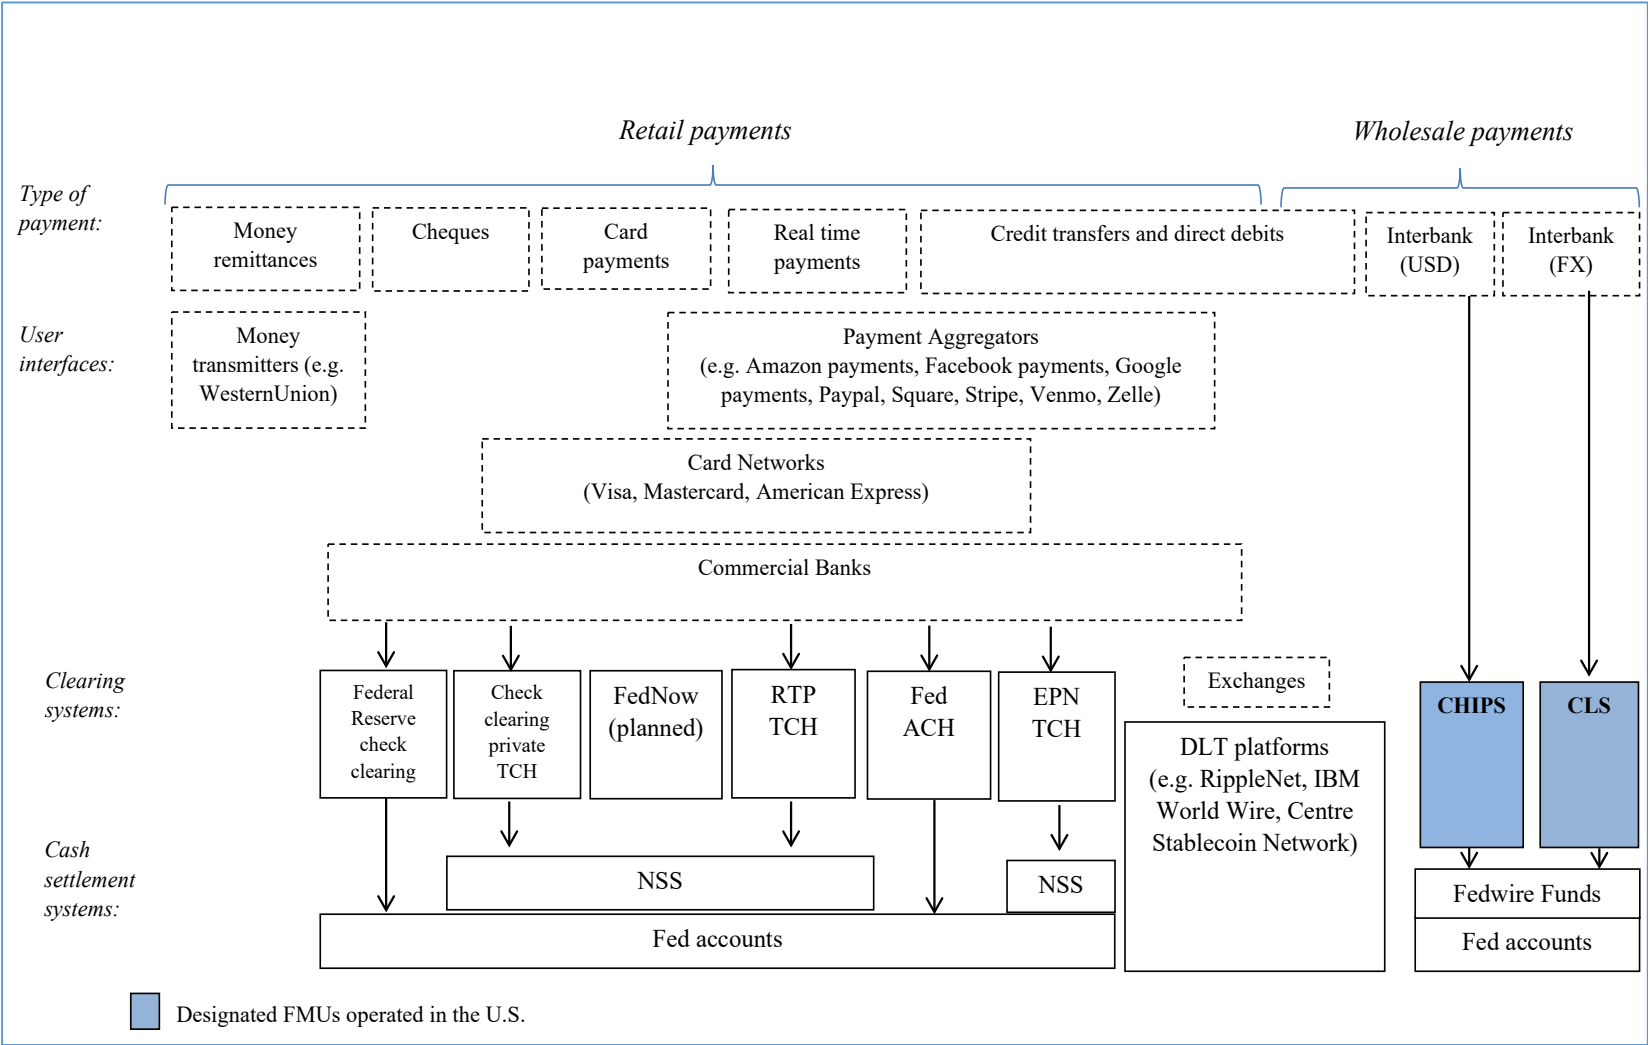 Retail payments
Wholesale payments
Type of
payment:
Money
remittances
Cheques
Card
payments
Real time
payments
Credit transfers and direct debits
Interbank
(USD)
Interbank
(FX)
User
interfaces:
Money
transmitters (e.g.
WesternUnion)
Payment Aggregators
(e.g. Amazon payments, Facebook payments, Google
payments, Paypal, Square, Stripe, Venmo, Zelle)
Card Networks
(Visa, Mastercard, American Express)
Commercial Banks
Clearing
systems:
Federal
Reserve
check
clearing
Check
clearing
private
TCH
FedNow
(planned)
RTP
TCH
Fed
ACH
EPN
TCH
Exchanges
DLT platforms
(e.g. RippleNet, IBM
World Wire, Centre
Stablecoin Network)
CHIPS
CLS
Cash
settlement
systems:
NSS
NSS
Fed accounts
Fedwire Funds
Fed accounts
Designated FMUs operated in the U.S.